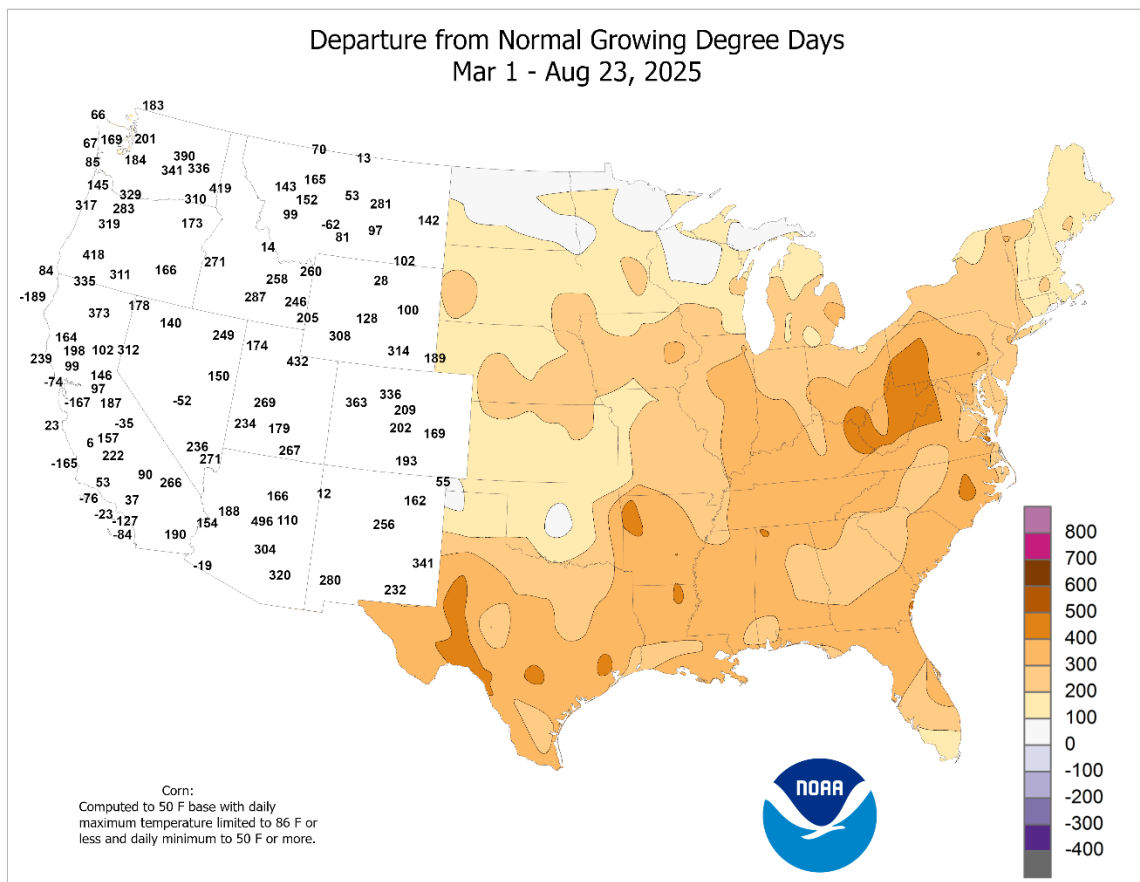 Departure from Normal Growing Degree Days
Mar 1 - Aug 23, 2025
183
66
67 169 201
85 184 390
341 336
145 329 419
317 283 310
319 173
418
84 335 311 166 271
-189
373 178
140
164
198 102 312 249
239 99
-74 146
97
-167 187 -52 150
23 -35
6 157
222
-165
90 266
53
-76 37
-23
-127
-84 190
70
13
143 165
152 53 281
99
-62 97 142
81
14
102
258 260 28
287 246
205 128 100
174 308
314 189
432
269 363 336
209
234 179 202 169
236 267
271 193
55
166 12 162
188
154 496 110 256
304
-19 341
320 280
232
Corn:
Computed to 50 F base with daily
maximum temperature limited to 86 F or
less and daily minimum to 50 F or more.
NOAA
800
700
600
500
400
300
200
100
0
-100
-200
-300
-400